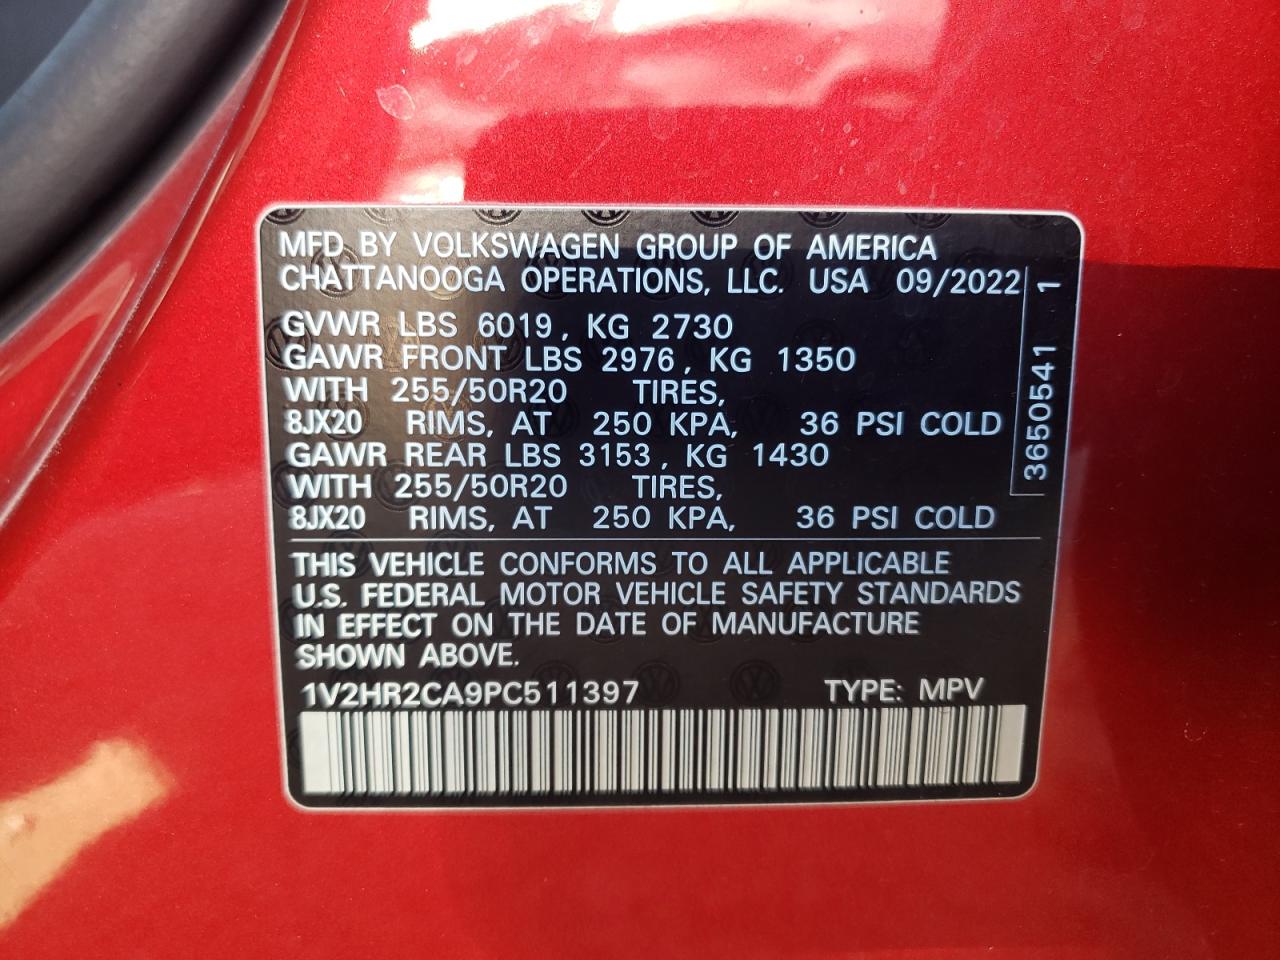 MFD BY VOLKSWAGEN GROUP OF AMERICA
CHATTANOOGA OPERATIONS, LLC. USA 09/2022
GVWR LBS 6019, KG 2730
GAWR FRONT LBS 2976, KG 1350
WITH 255/50R20 TIRES,
8JX20 RIMS, AT 250 KPA, 36 PSI COLD
GAWR REAR LBS 3153, KG 1430
WITH 255/50R20 TIRES,
8JX20 RIMS, AT 250 KPA, 36 PSI COLD
3650541 1
THIS VEHICLE CONFORMS TO ALL APPLICABLE
U.S. FEDERAL MOTOR VEHICLE SAFETY STANDARDS
IN EFFECT ON THE DATE OF MANUFACTURE
SHOWN ABOVE.
1V2HR2CA9PC511397 TYPE: MPV